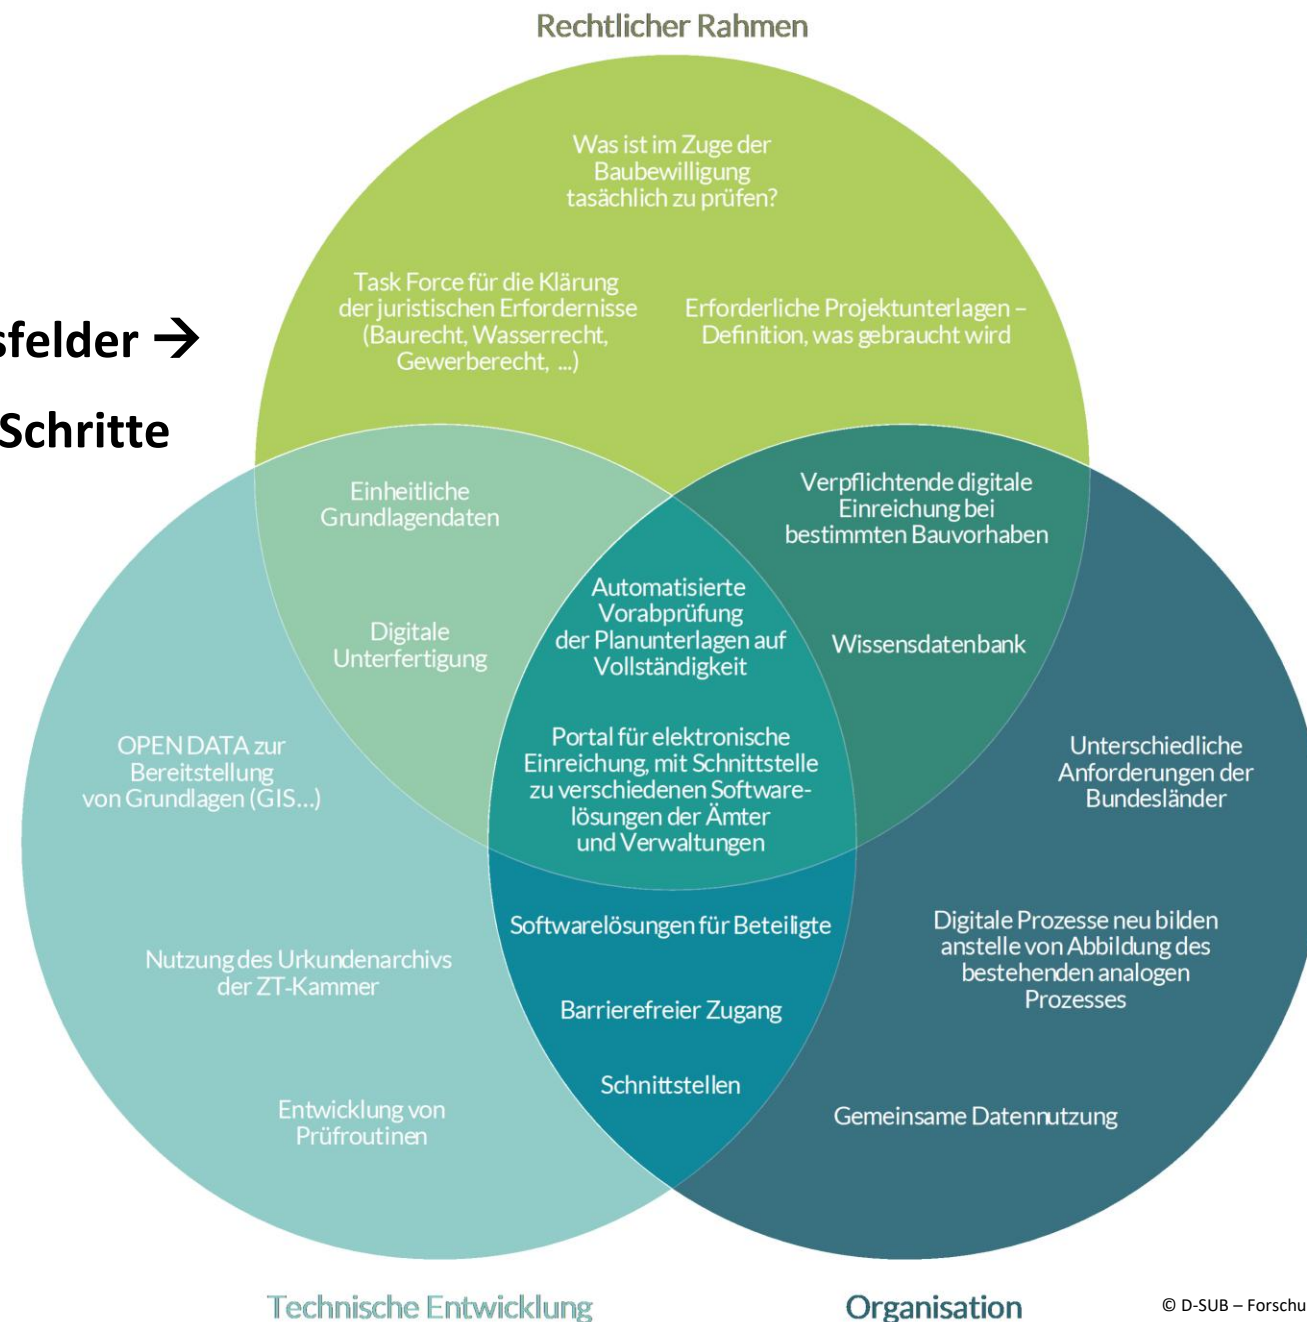 Rechtlicher Rahmen
Was ist im Zuge der
Baubewilligung
tasächlich zu prüfen?
Task Force für die Klärung
der juristischen Erfordernisse
(Baurecht, Wasserrecht,
Gewerberecht, ...)
Erforderliche Projektunterlagen –
Definition, was gebraucht wird
sfelder →
Schritte
Einheitliche
Grundlagendaten
Digitale
Unterfertigung
Verpflichtende digitale
Einreichung bei
bestimmten Bauvorhaben
Wissensdatenbank
Automatisierte
Vorabprüfung
der Planunterlagen auf
Vollständigkeit
Portal für elektronische
Einreichung, mit Schnittstelle
zu verschiedenen Software-
lösungen der Ämter
und Verwaltungen
OPEN DATA zur
Bereitstellung
von Grundlagen (GIS...)
Nutzung des Urkundenarchivs
der ZT-Kammer
Entwicklung von
Prüfroutinen
Softwarelösungen für Beteiligte
Barrierefreier Zugang
Schnittstellen
Unterschiedliche
Anforderungen der
Bundesländer
Digitale Prozesse neu bilden
anstelle von Abbildung des
bestehenden analogen
Prozesses
Gemeinsame Datennutzung
Technische Entwicklung
Organisation
© D-SUB – Forschu